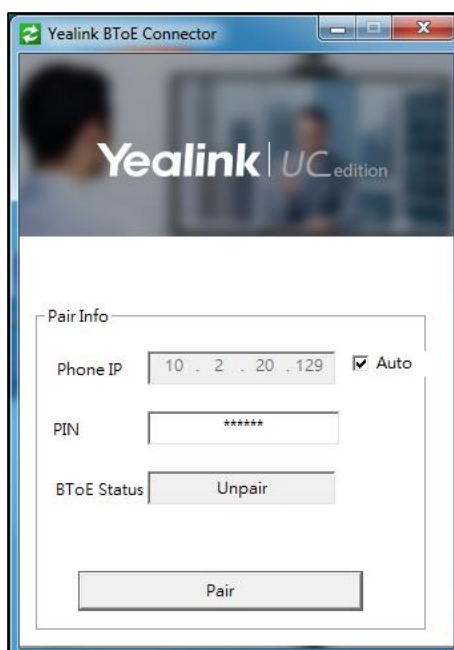 Yealink BToE Connector
Yealink | UC edition
Pair Info
Phone IP 10 . 2 . 20 . 129 Auto
PIN ******
BToE Status Unpair
Pair